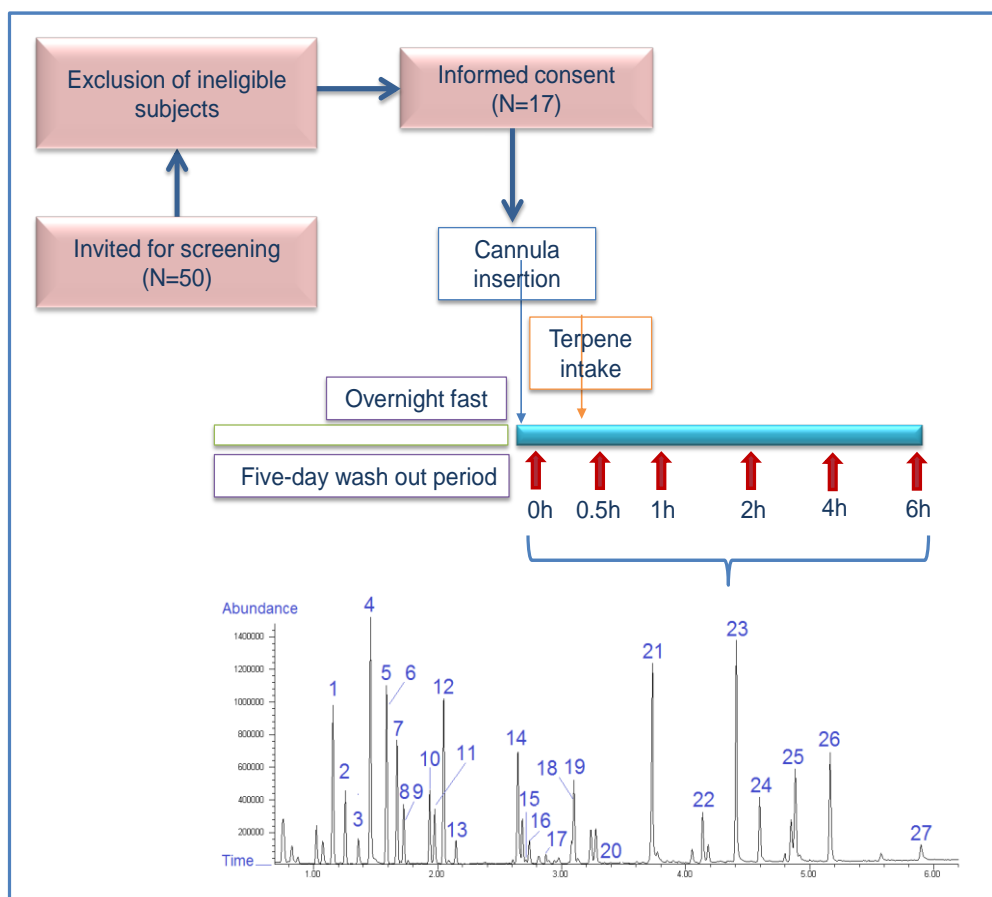 Exclusion of ineligible
subjects
Informed consent
(N=17)
Invited for screening
(N=50)
Cannula
insertion
Terpene
intake
Overnight fast
Five-day wash out period
0h
0.5h
1h
2h
4h
6h
Abundance
1400000
1200000
1000000
800000
600000
400000
200000
Time
1.00
2.00
3.00
4.00
5.00
6.00
1
2
3
4
5
6
7
8
9
10
11
12
13
14
15
16
17
18
19
20
21
22
23
24
25
26
27